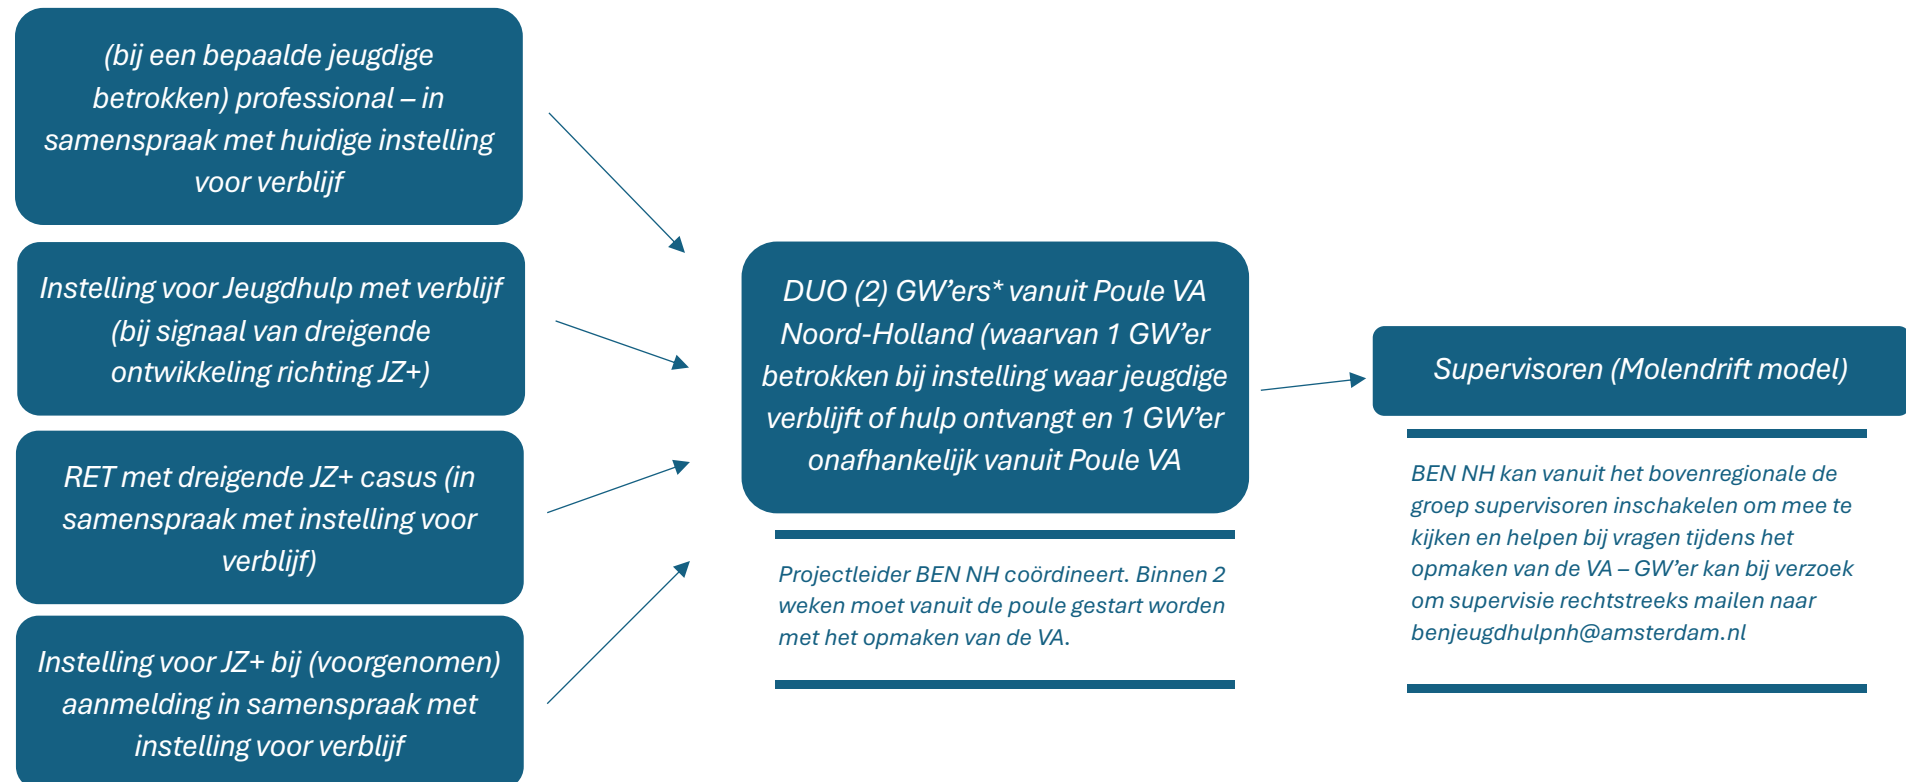 (bij een bepaalde jeugdige
betrokken) professional – in
samenspraak met huidige instelling
voor verblijf
Instelling voor Jeugdhulp met verblijf
(bij signaal van dreigende
ontwikkeling richting JZ+)
RET met dreigende JZ+ casus (in
samenspraak met instelling voor
verblijf)
Instelling voor JZ+ bij (voorgenomen)
aanmelding in samenspraak met
instelling voor verblijf
DUO (2) GW’ers* vanuit Poule VA
Noord-Holland (waarvan 1 GW’er
betrokken bij instelling waar jeugdige
verblijft of hulp ontvangt en 1 GW’er
onafhankelijk vanuit Poule VA
Projectleider BEN NH coördineert. Binnen 2
weken moet vanuit de poule gestart worden
met het opmaken van de VA.
Supervisoren (Molendrift model)
BEN NH kan vanuit het bovenregionale de
groep supervisoren inschakelen om mee te
kijken en helpen bij vragen tijdens het
opmaken van de VA – GW’er kan bij verzoek
om supervisie rechtstreeks mailen naar
benjeugdhulpnh@amsterdam.nl